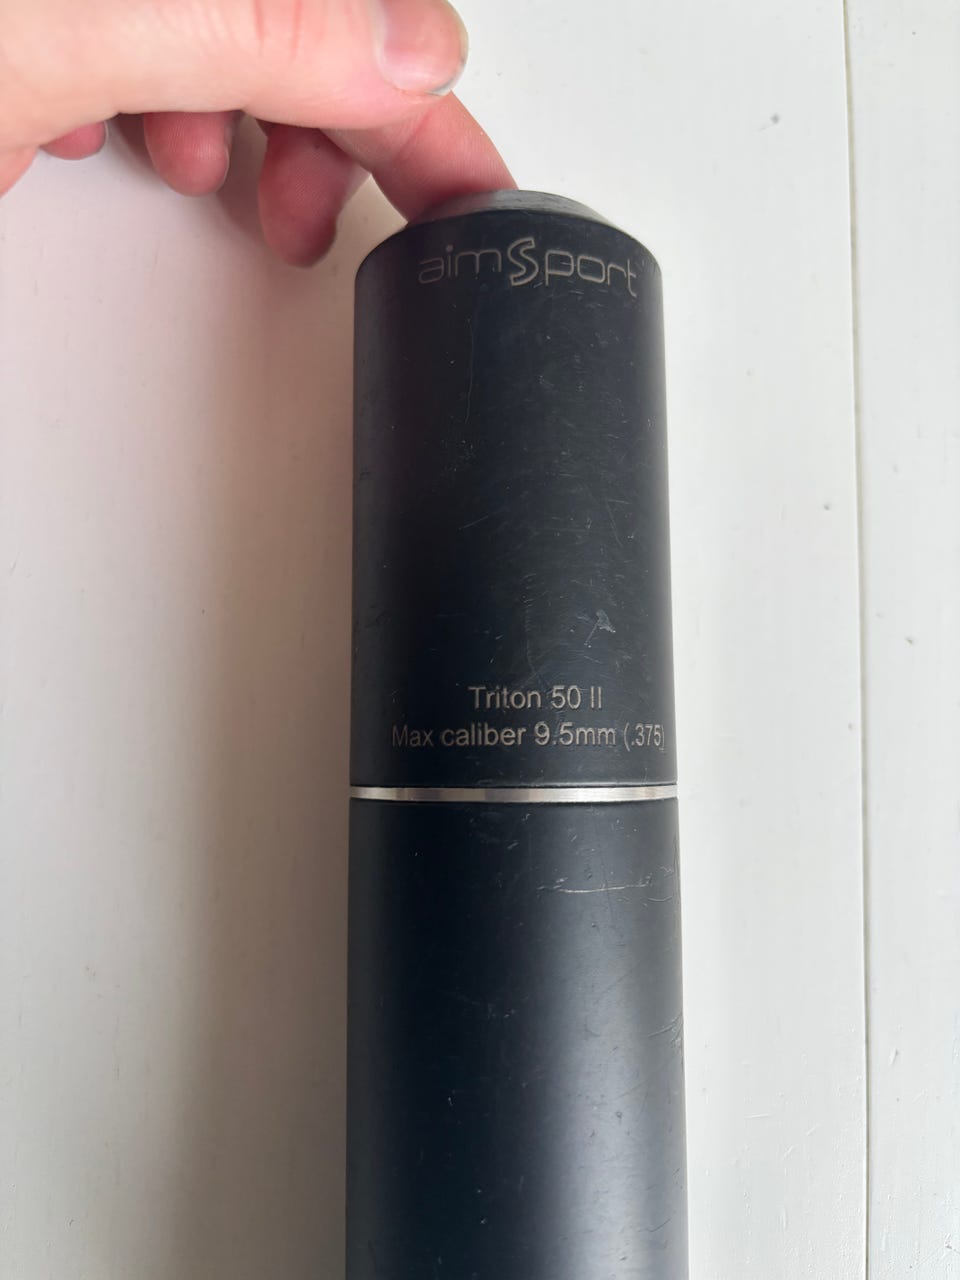 aimSport
Triton 50 II
Max caliber 9.5mm (.375)